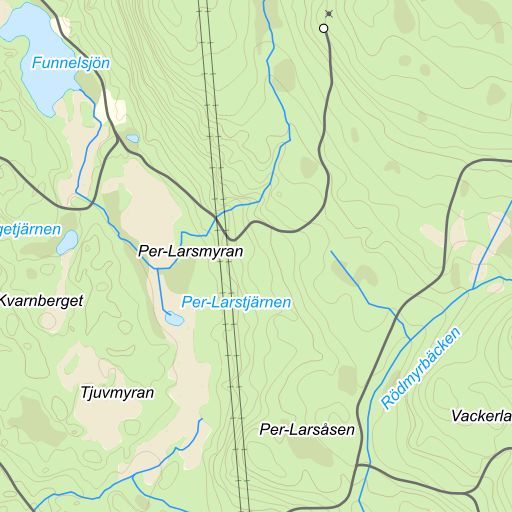 Funnelsjön
getjärnen
Per-Larsmyran
Kvarnberget
Per-Larstjärnen
Rödmyrbäcken
Tjuvmyran
Vackerla
Per-Larsåsen